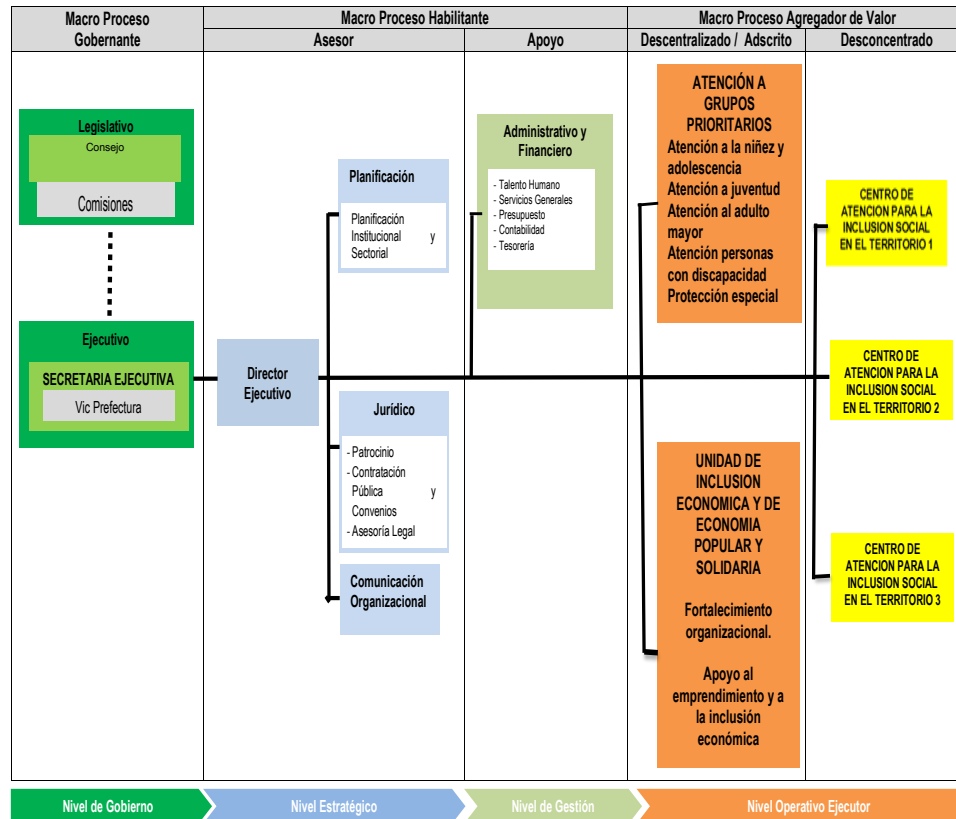 Macro Proceso
Gobernante
Macro Proceso Habilitante
Macro Proceso Agregador de Valor
Asesor
Apoyo
Descentralizado / Adscrito
Desconcentrado
Legislativo
Consejo
Comisiones
Ejecutivo
SECRETARIA EJECUTIVA
Vic Prefectura
Director
Ejecutivo
Planificación
Planificación
Institucional y
Sectorial
Jurídico
- Patrocinio
- Contratación
Pública y
Convenios
- Asesoría Legal
Comunicación
Organizacional
Administrativo y
Financiero
- Talento Humano
- Servicios Generales
- Presupuesto
- Contabilidad
- Tesorería
ATENCIÓN A
GRUPOS
PRIORITARIOS
Atención a la niñez y
adolescencia
Atención a juventud
Atención al adulto
mayor
Atención personas
con discapacidad
Protección especial
UNIDAD DE
INCLUSION
ECONOMICA Y DE
ECONOMIA
POPULAR Y
SOLIDARIA
Fortalecimiento
organizacional.
Apoyo al
emprendimiento y a
la inclusión
económica
CENTRO DE
ATENCION PARA LA
INCLUSION SOCIAL
EN EL TERRITORIO 1
CENTRO DE
ATENCION PARA LA
INCLUSION SOCIAL
EN EL TERRITORIO 2
CENTRO DE
ATENCION PARA LA
INCLUSION SOCIAL
EN EL TERRITORIO 3
Nivel de Gobierno
Nivel Estratégico
Nivel de Gestión
Nivel Operativo Ejecutor